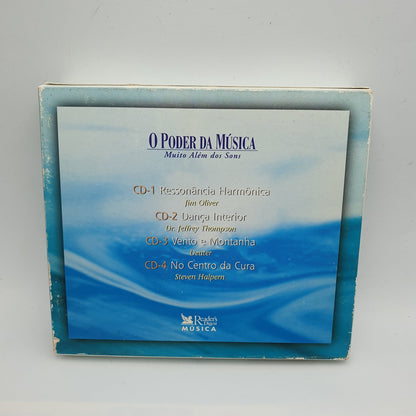 O PODER DA MÚSICA
Muito Além dos Sons
CD-1 Ressonância Harmônica
Jim Oliver
CD-2 Dança Interior
Dr. Jeffrey Thompson
CD-3 Vento e Montanha
Deuter
CD-4 No Centro da Cura
Steven Halpern
Reader's
Digest
MÚSICA